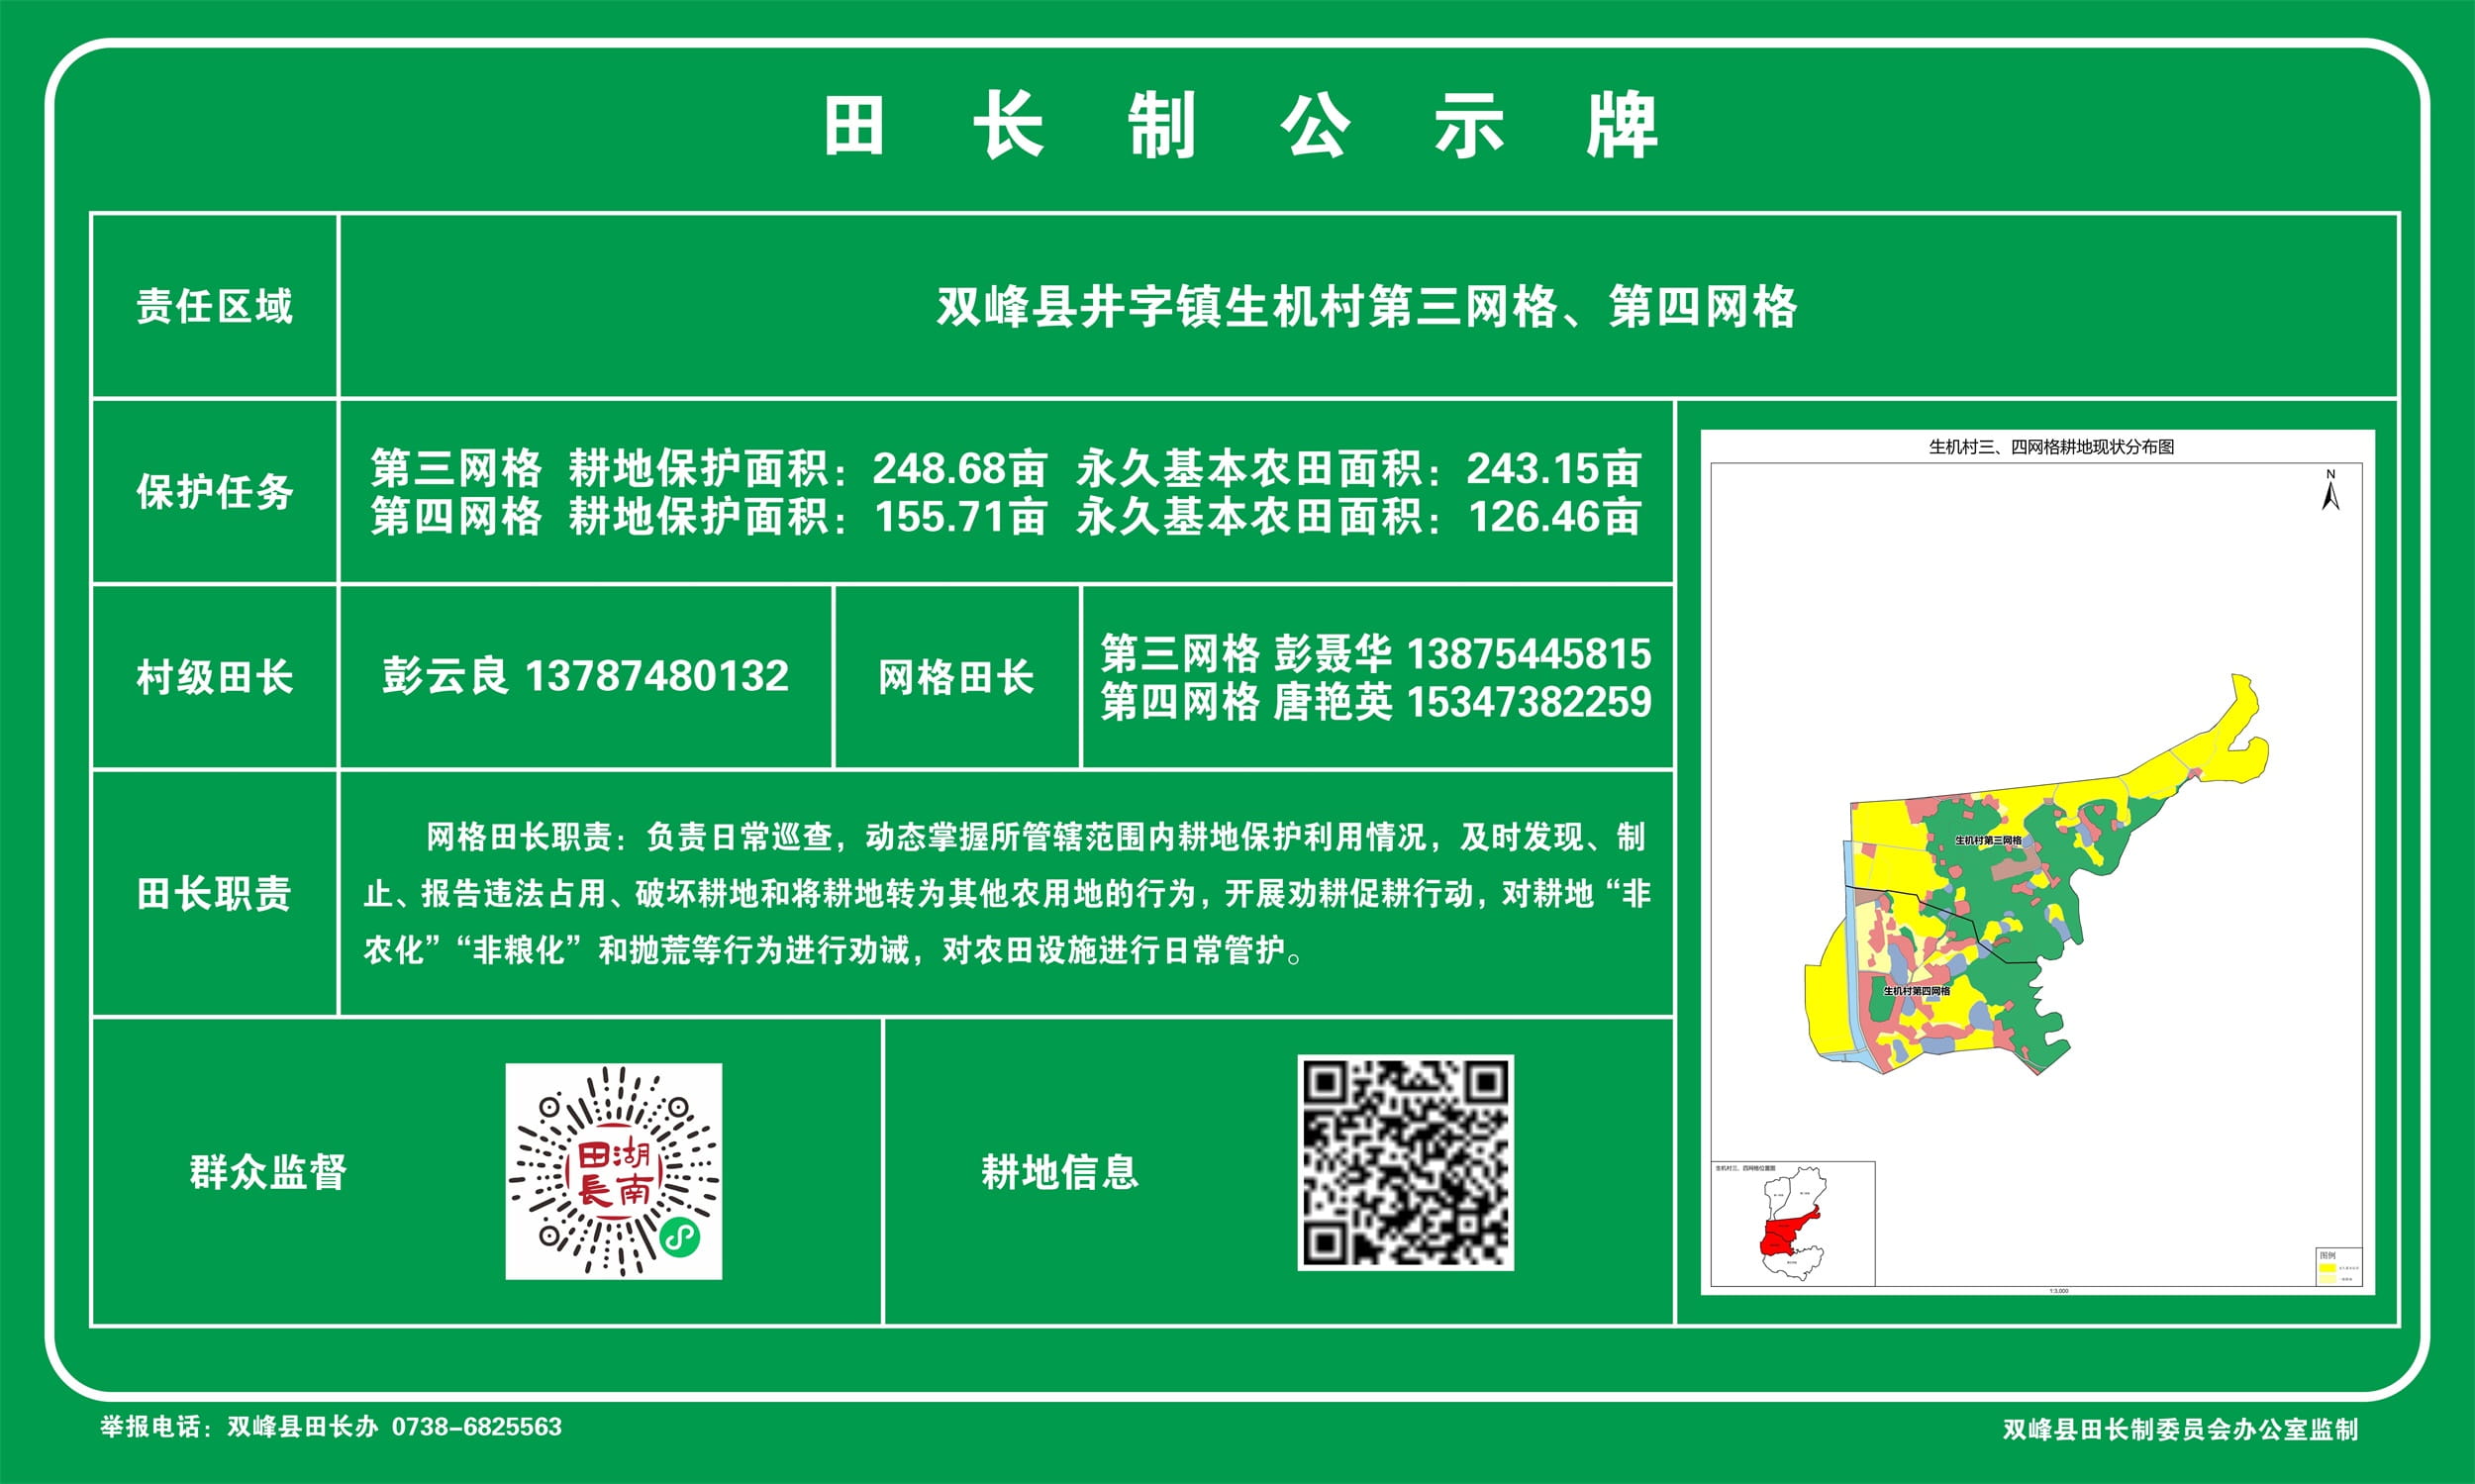 田长制公示牌
责任区域
双峰县井字镇生机村第三网格、第四网格
保护任务
第三网格 耕地保护面积：248.68亩 永久基本农田面积：243.15亩
第四网格 耕地保护面积：155.71亩 永久基本农田面积：126.46亩
村级田长
彭云良 13787480132
网格田长
第三网格 彭聂华 13875445815
第四网格 唐艳英 15347382259
田长职责
网格田长职责：负责日常巡查，动态掌握所管辖范围内耕地保护利用情况，及时发现、制
止、报告违法占用、破坏耕地和将耕地转为其他农用地的行为，开展劝耕促耕行动，对耕地“非
农化”“非粮化”和抛荒等行为进行劝诫，对农田设施进行日常管护。
群众监督
湖南田長
耕地信息
生机村三、四网格耕地现状分布图
N
生机村第三网格
生机村第四网格
生机村三、四网格位置图
图例
1:3,000
举报电话：双峰县田长办 0738-6825563
双峰县田长制委员会办公室监制